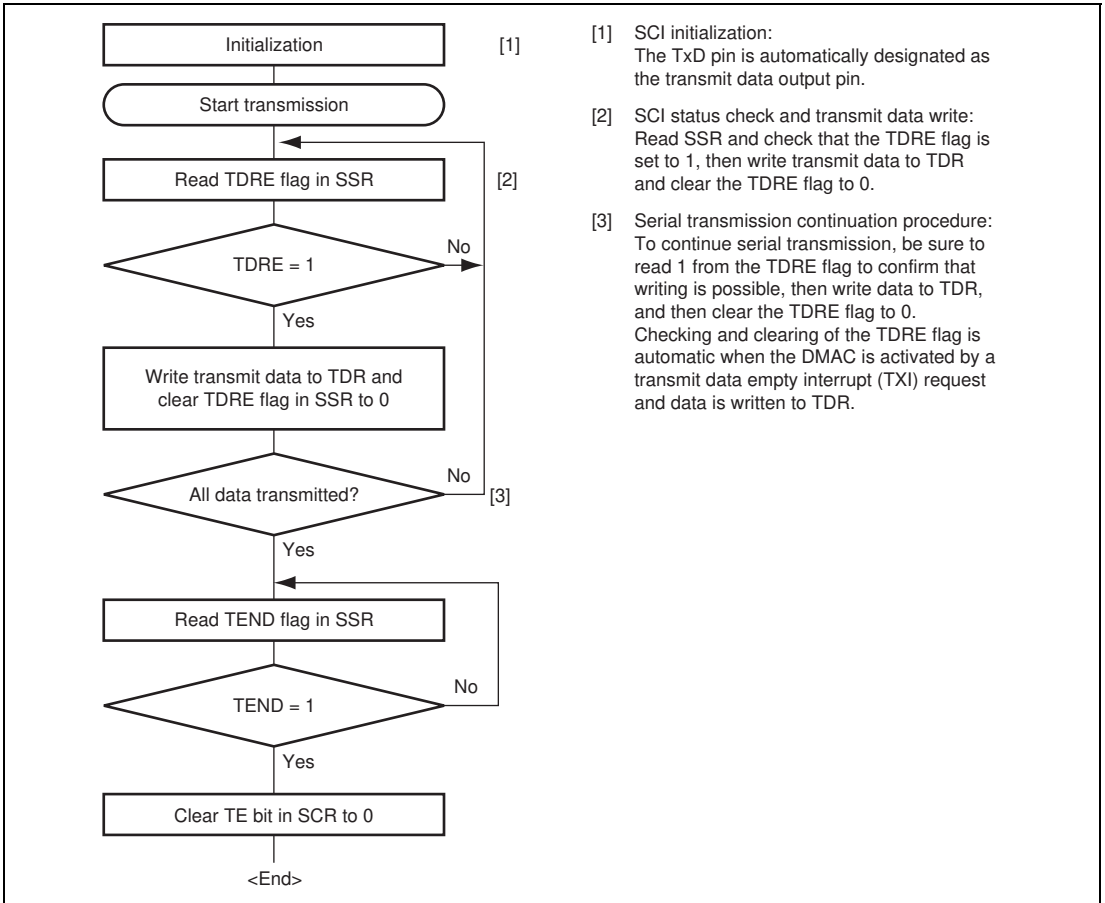 Initialization
[1]
Start transmission
Read TDRE flag in SSR
[2]
TDRE = 1
No
Yes
Write transmit data to TDR and
clear TDRE flag in SSR to 0
All data transmitted?
No
[3]
Yes
Read TEND flag in SSR
TEND = 1
No
Yes
Clear TE bit in SCR to 0
<End>
[1] SCI initialization:
The TxD pin is automatically designated as
the transmit data output pin.
[2] SCI status check and transmit data write:
Read SSR and check that the TDRE flag is
set to 1, then write transmit data to TDR
and clear the TDRE flag to 0.
[3] Serial transmission continuation procedure:
To continue serial transmission, be sure to
read 1 from the TDRE flag to confirm that
writing is possible, then write data to TDR,
and then clear the TDRE flag to 0.
Checking and clearing of the TDRE flag is
automatic when the DMAC is activated by a
transmit data empty interrupt (TXI) request
and data is written to TDR.